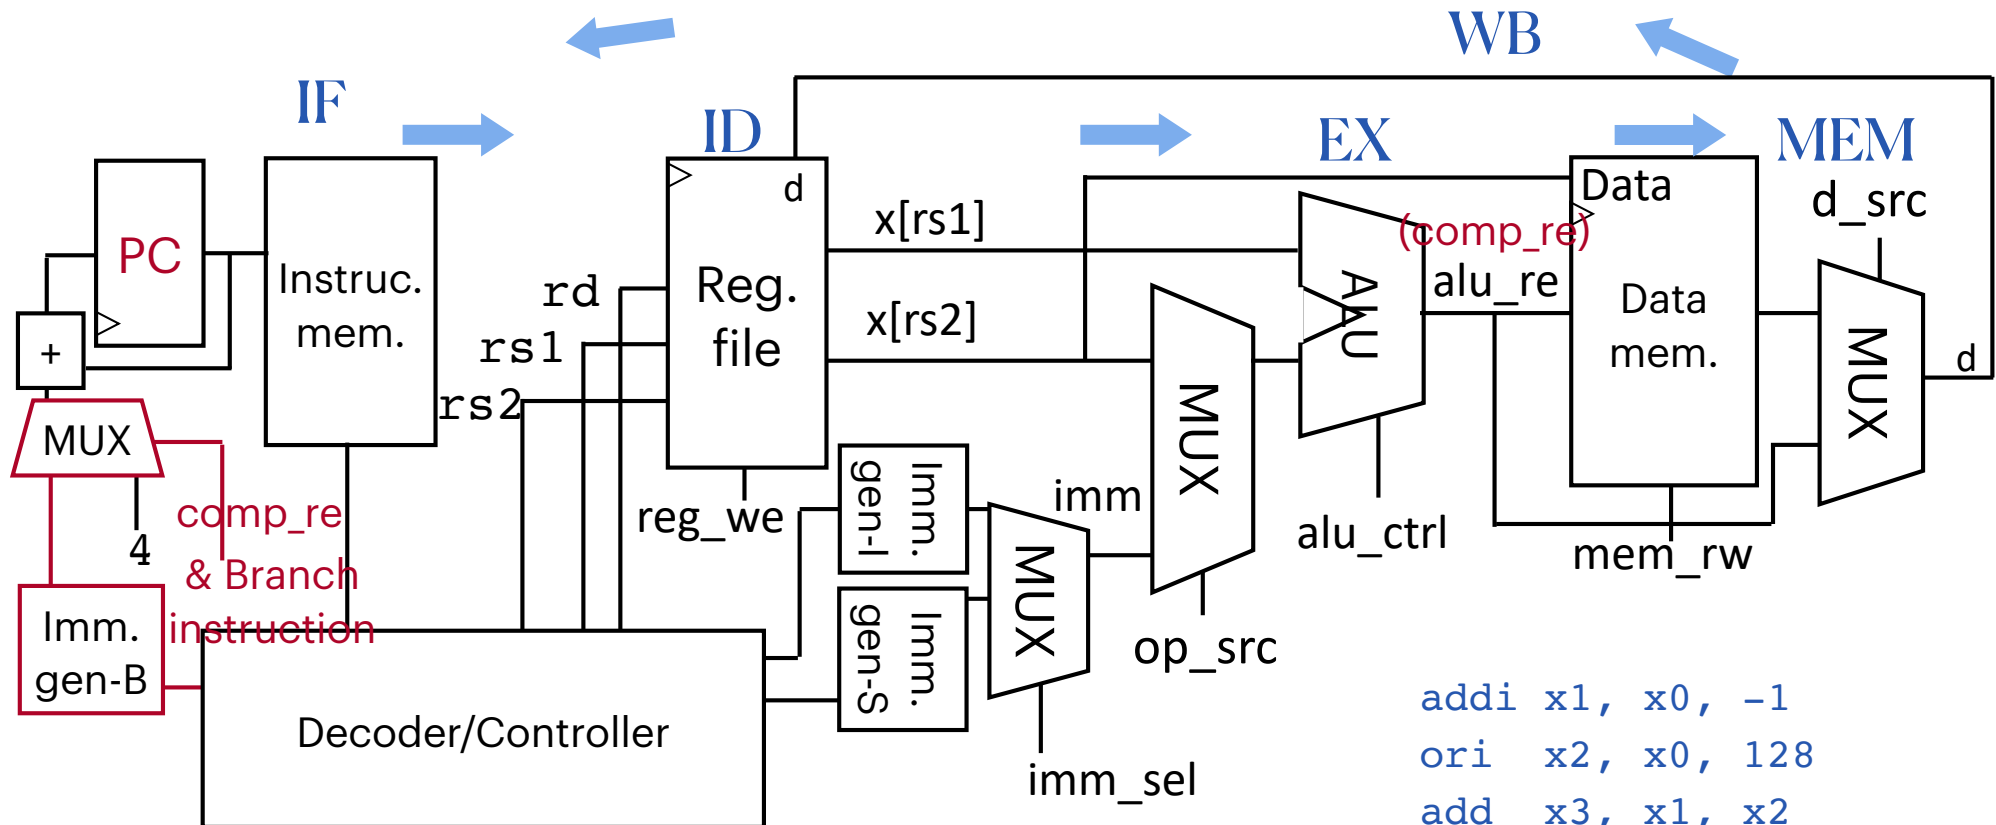 WB
IF
ID
EX
MEM
PC
Instruc.
mem.
+
MUX
4
comp_re
& Branch
instruction
Imm.
gen-B
Decoder/Controller
rd
rs1
rs2
d
Reg.
file
reg_we
x[rs1]
x[rs2]
Imm.
gen-I
Imm.
gen-S
MUX
imm_sel
imm
MUX
op_src
ALU
alu_ctrl
(comp_re)
alu_re
Data
Data
mem.
mem_rw
d_src
MUX
d
addi x1, x0, -1
ori x2, x0, 128
add x3, x1, x2